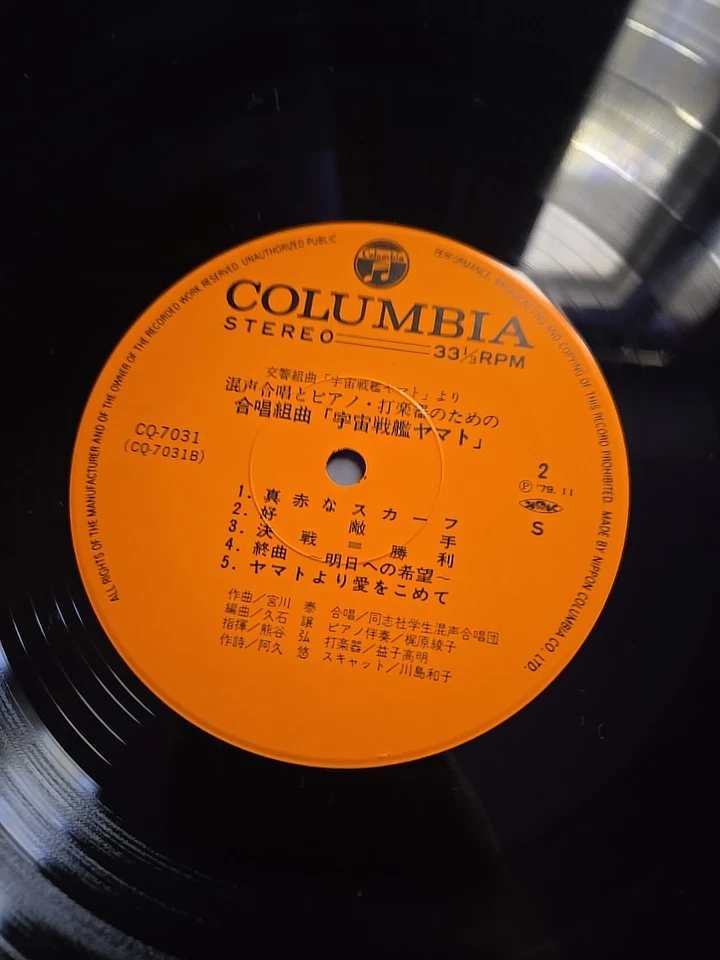 Columbia
COLUMBIA
STEREO 33⅓RPM
交響組曲「宇宙戦艦ヤマト」より
混声合唱とピアノ・打楽器のための
合唱組曲「宇宙戦艦ヤマト」
CQ-7031
(CQ-7031B)
2
Ⓟ '79. 11
S
1. 真赤なスカーフ
2. 好敵手
3. 決戦＝勝利
4. 終曲 ～明日への希望～
5. ヤマトより愛をこめて
作曲／宮川 泰 合唱／同志社学生混声合唱団
編曲／久石 譲 ピアノ伴奏／梶原綾子
指揮／熊谷 弘 打楽器／益子高明
作詩／阿久 悠 スキャット／川島和子
ALL RIGHTS OF THE MANUFACTURER AND OF THE OWNER OF THE RECORDED WORK RESERVED. UNAUTHORIZED PUBLIC PERFORMANCE, BROADCASTING AND COPYING OF THIS RECORD PROHIBITED. MADE BY NIPPON COLUMBIA CO. LTD.